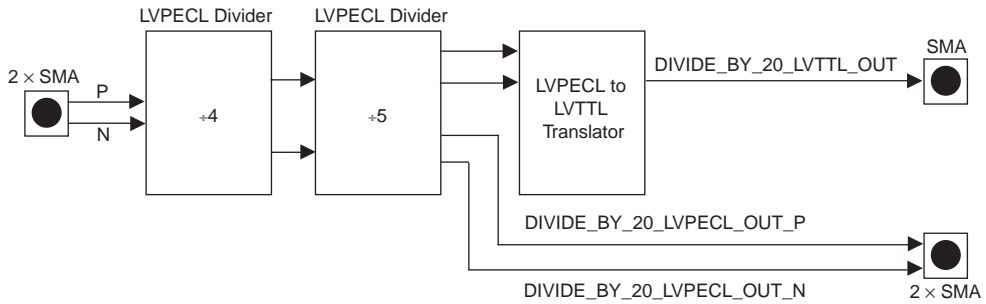 LVPECL Divider
LVPECL Divider
SMA
2 × SMA
P
N
÷4
÷5
LVPECL to
LVTTL
Translator
DIVIDE_BY_20_LVTTL_OUT
DIVIDE_BY_20_LVPECL_OUT_P
DIVIDE_BY_20_LVPECL_OUT_N
2 × SMA